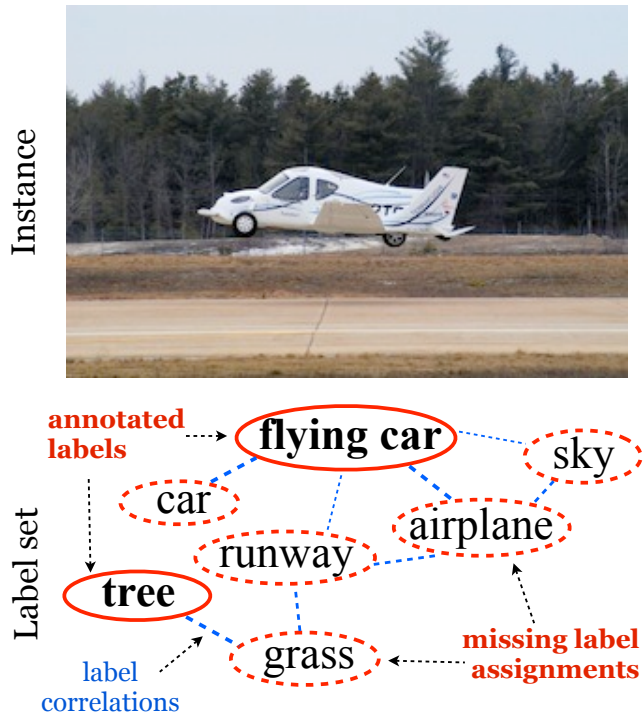 Instance
annotated
labels
flying car
sky
car
airplane
runway
tree
grass
Label set
label
correlations
missing label
assignments